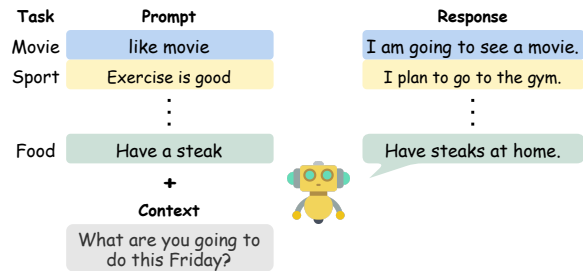 Task Prompt Response
Movie like movie I am going to see a movie.
Sport Exercise is good I plan to go to the gym.
Food Have a steak Have steaks at home.
+
Context
What are you going to
do this Friday?